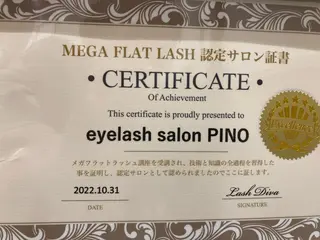 MEGA FLAT LASH 認定サロン証書
• CERTIFICATE •
Of Achievement
This certificate is proudly presented to
eyelash salon PINO
メガフラットラッシュ講座を受講され、技術と知識の全過程を習得した
事を証明し、認定サロンとして認められましたのでここに証します。
2022.10.31
Lash Diva
DATE
SIGNATURE
Excellence